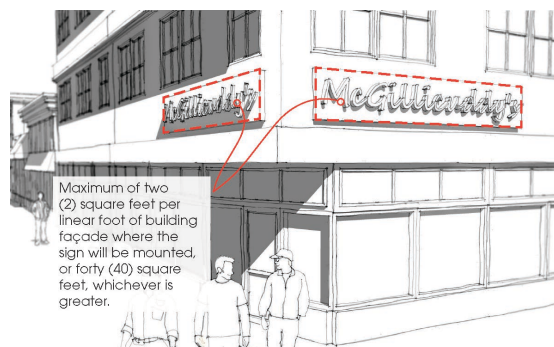 McGillicuddy's
McGillicuddy's
Maximum of two
(2) square feet per
linear foot of building
façade where the
sign will be mounted,
or forty (40) square
feet, whichever is
greater.